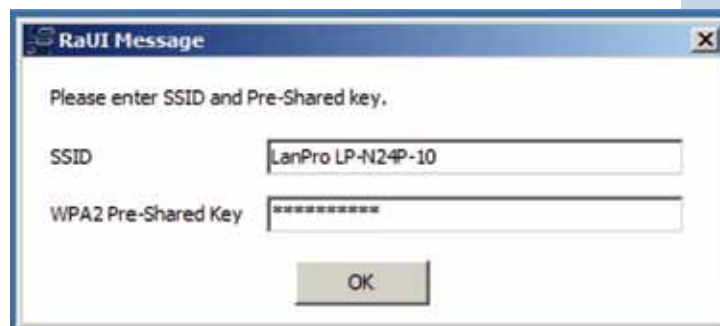 RaUI Message
Please enter SSID and Pre-Shared key.
SSID
LanPro LP-N24P-10
WPA2 Pre-Shared Key
**********
OK